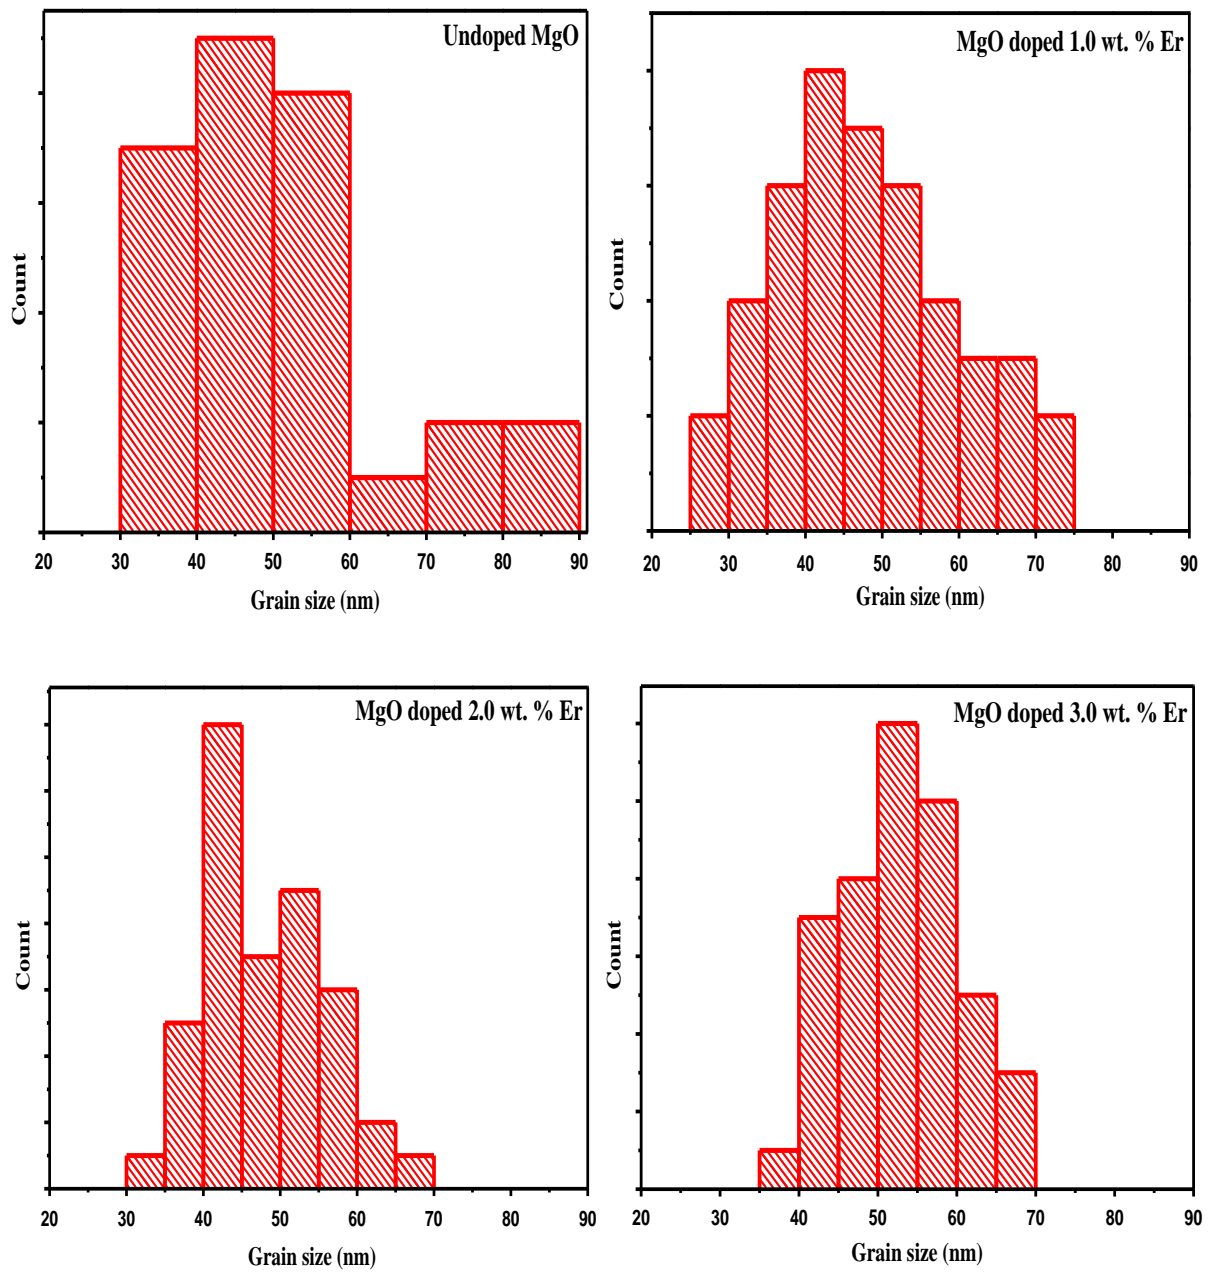 Undoped MgO
Count
20 30 40 50 60 70 80 90
Grain size (nm)
MgO doped 1.0 wt. % Er
Count
20 30 40 50 60 70 80 90
Grain size (nm)
MgO doped 2.0 wt. % Er
Count
20 30 40 50 60 70 80 90
Grain size (nm)
MgO doped 3.0 wt. % Er
Count
20 30 40 50 60 70 80 90
Grain size (nm)